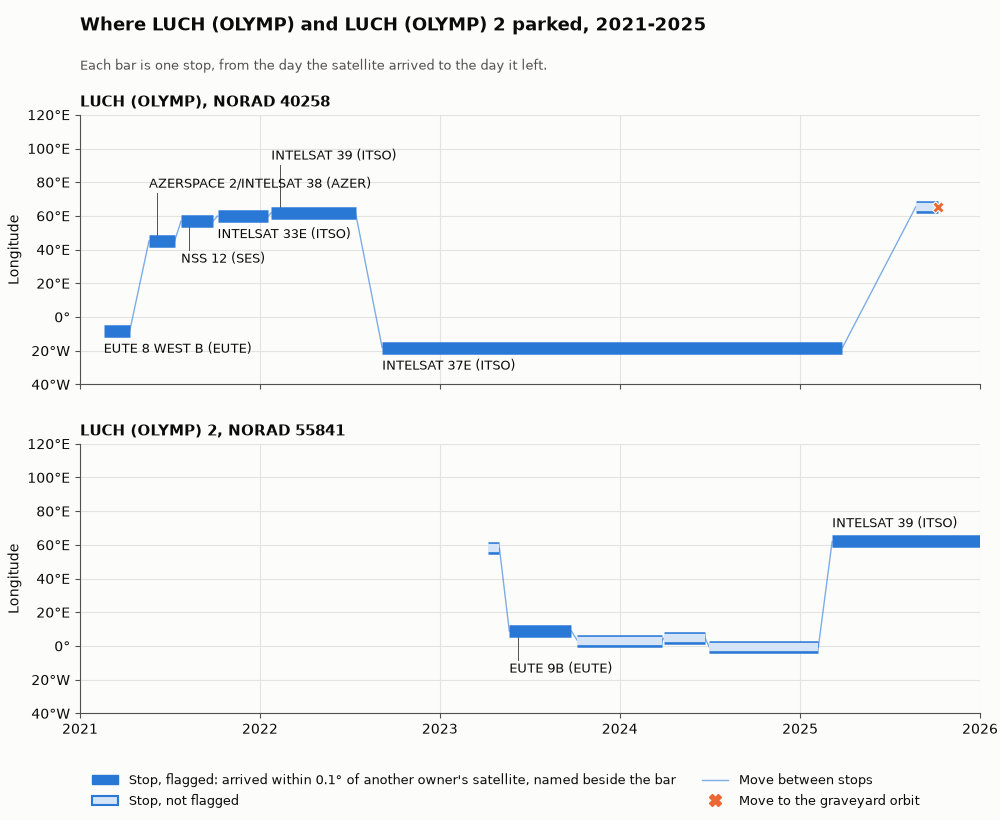 Where LUCH (OLYMP) and LUCH (OLYMP) 2 parked, 2021-2025
Each bar is one stop, from the day the satellite arrived to the day it left.
LUCH (OLYMP), NORAD 40258
120°E
100°E
80°E
60°E
40°E
20°E
0°
20°W
40°W
Longitude
INTELSAT 39 (ITSO)
AZERSPACE 2/INTELSAT 38 (AZER)
INTELSAT 33E (ITSO)
NSS 12 (SES)
EUTE 8 WEST B (EUTE)
INTELSAT 37E (ITSO)
LUCH (OLYMP) 2, NORAD 55841
120°E
100°E
80°E
60°E
40°E
20°E
0°
20°W
40°W
Longitude
INTELSAT 39 (ITSO)
EUTE 9B (EUTE)
2021 2022 2023 2024 2025 2026
Stop, flagged: arrived within 0.1° of another owner's satellite, named beside the bar
Stop, not flagged
Move between stops
Move to the graveyard orbit